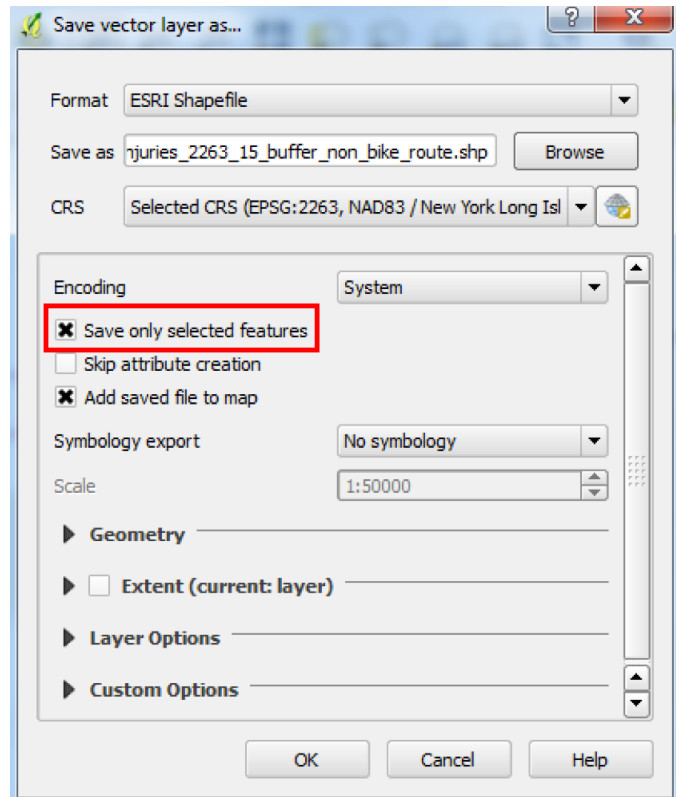 Save vector layer as...
Format ESRI Shapefile
Save as njuries_2263_15_buffer_non_bike_route.shp Browse
CRS Selected CRS (EPSG:2263, NAD83 / New York Long Isl
Encoding System
Save only selected features
Skip attribute creation
Add saved file to map
Symbology export No symbology
Scale 1:50000
Geometry
Extent (current: layer)
Layer Options
Custom Options
OK Cancel Help